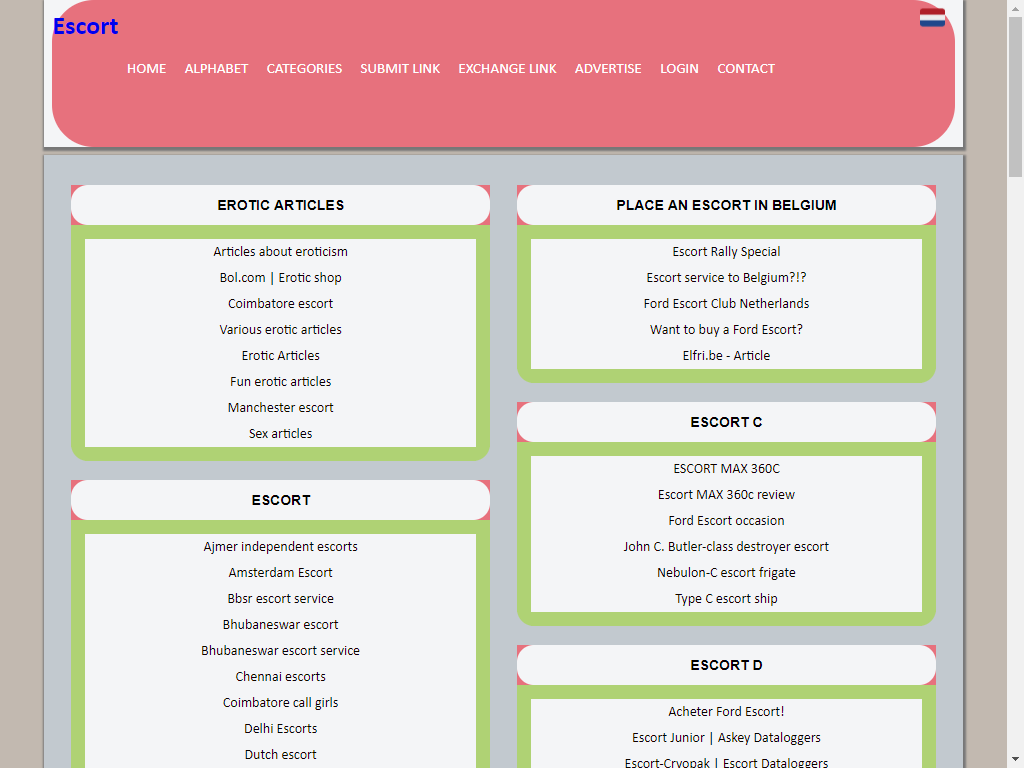 Escort
HOME ALPHABET CATEGORIES SUBMIT LINK EXCHANGE LINK ADVERTISE LOGIN CONTACT
EROTIC ARTICLES
Articles about eroticism
Bol.com | Erotic shop
Coimbatore escort
Various erotic articles
Erotic Articles
Fun erotic articles
Manchester escort
Sex articles
ESCORT
Ajmer independent escorts
Amsterdam Escort
Bbsr escort service
Bhubaneswar escort
Bhubaneswar escort service
Chennai escorts
Coimbatore call girls
Delhi Escorts
Dutch escort
PLACE AN ESCORT IN BELGIUM
Escort Rally Special
Escort service to Belgium?!?
Ford Escort Club Netherlands
Want to buy a Ford Escort?
Elfri.be - Article
ESCORT C
ESCORT MAX 360C
Escort MAX 360c review
Ford Escort occasion
John C. Butler-class destroyer escort
Nebulon-C escort frigate
Type C escort ship
ESCORT D
Acheter Ford Escort!
Escort Junior | Askey Dataloggers
Escort-Cryopak | Escort Dataloggers